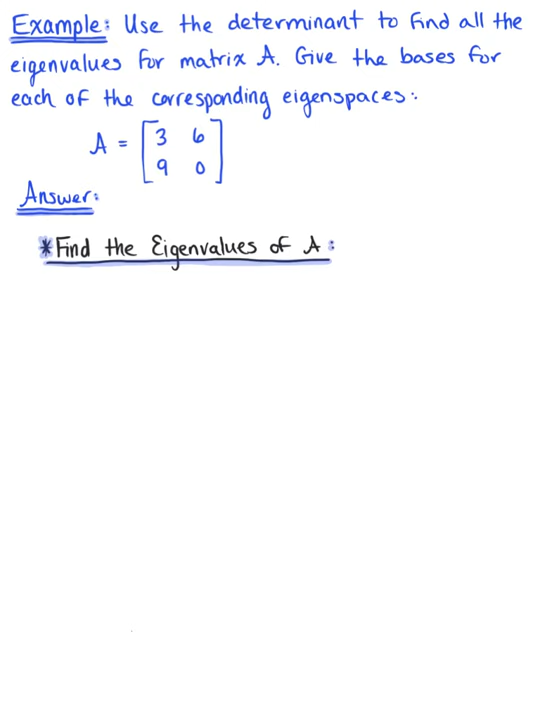 Example: Use the determinant to find all the
eigenvalues for matrix A. Give the bases for
each of the corresponding eigenspaces:
A = [3 6
9 0]
Answer:
*Find the Eigenvalues of A: